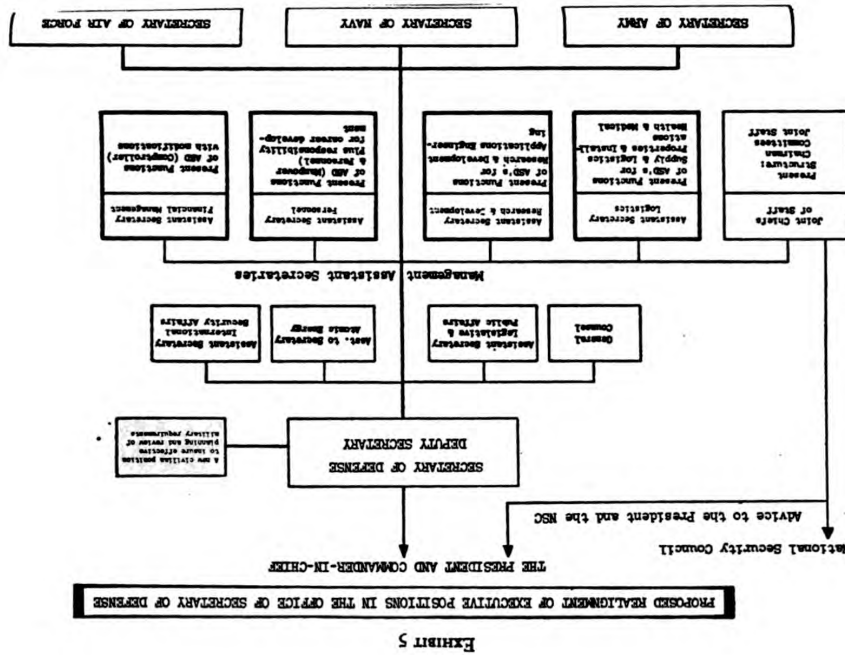 EXHIBIT 5
PROPOSED REALIGNMENT OF EXECUTIVE POSITIONS IN THE OFFICE OF SECRETARY OF DEFENSE
THE PRESIDENT AND COMMANDER-IN-CHIEF
ational Security Council
Advice to the President and the NSC
SECRETARY OF DEFENSE
DEPUTY SECRETARY
A new civilian position
to insure effective
planning and review of
military requirements
General
Counsel
Assistant Secretary
Legislative &
Public Affairs
Asst. to Secretary
Atomic Energy
Assistant Secretary
International
Security Affairs
Management Assistant Secretaries
Joint Chiefs
of Staff
Present
Structure:
Chairman
Committees
Joint Staff
Assistant Secretary
Logistics
Present Functions
of ASD's for
Supply & Logistics
Properties & Install-
ations
Health & Medical
Assistant Secretary
Research & Development
Present Functions
of ASD's for
Research & Development
Applications Engineer-
ing
Assistant Secretary
Personnel
Present Functions
of ASD (Manpower
& Personnel)
Plus responsibility
for career develop-
ment
Assistant Secretary
Financial Management
Present Functions
of ASD (Comptroller)
with modifications
SECRETARY OF ARMY
SECRETARY OF NAVY
SECRETARY OF AIR FORCE